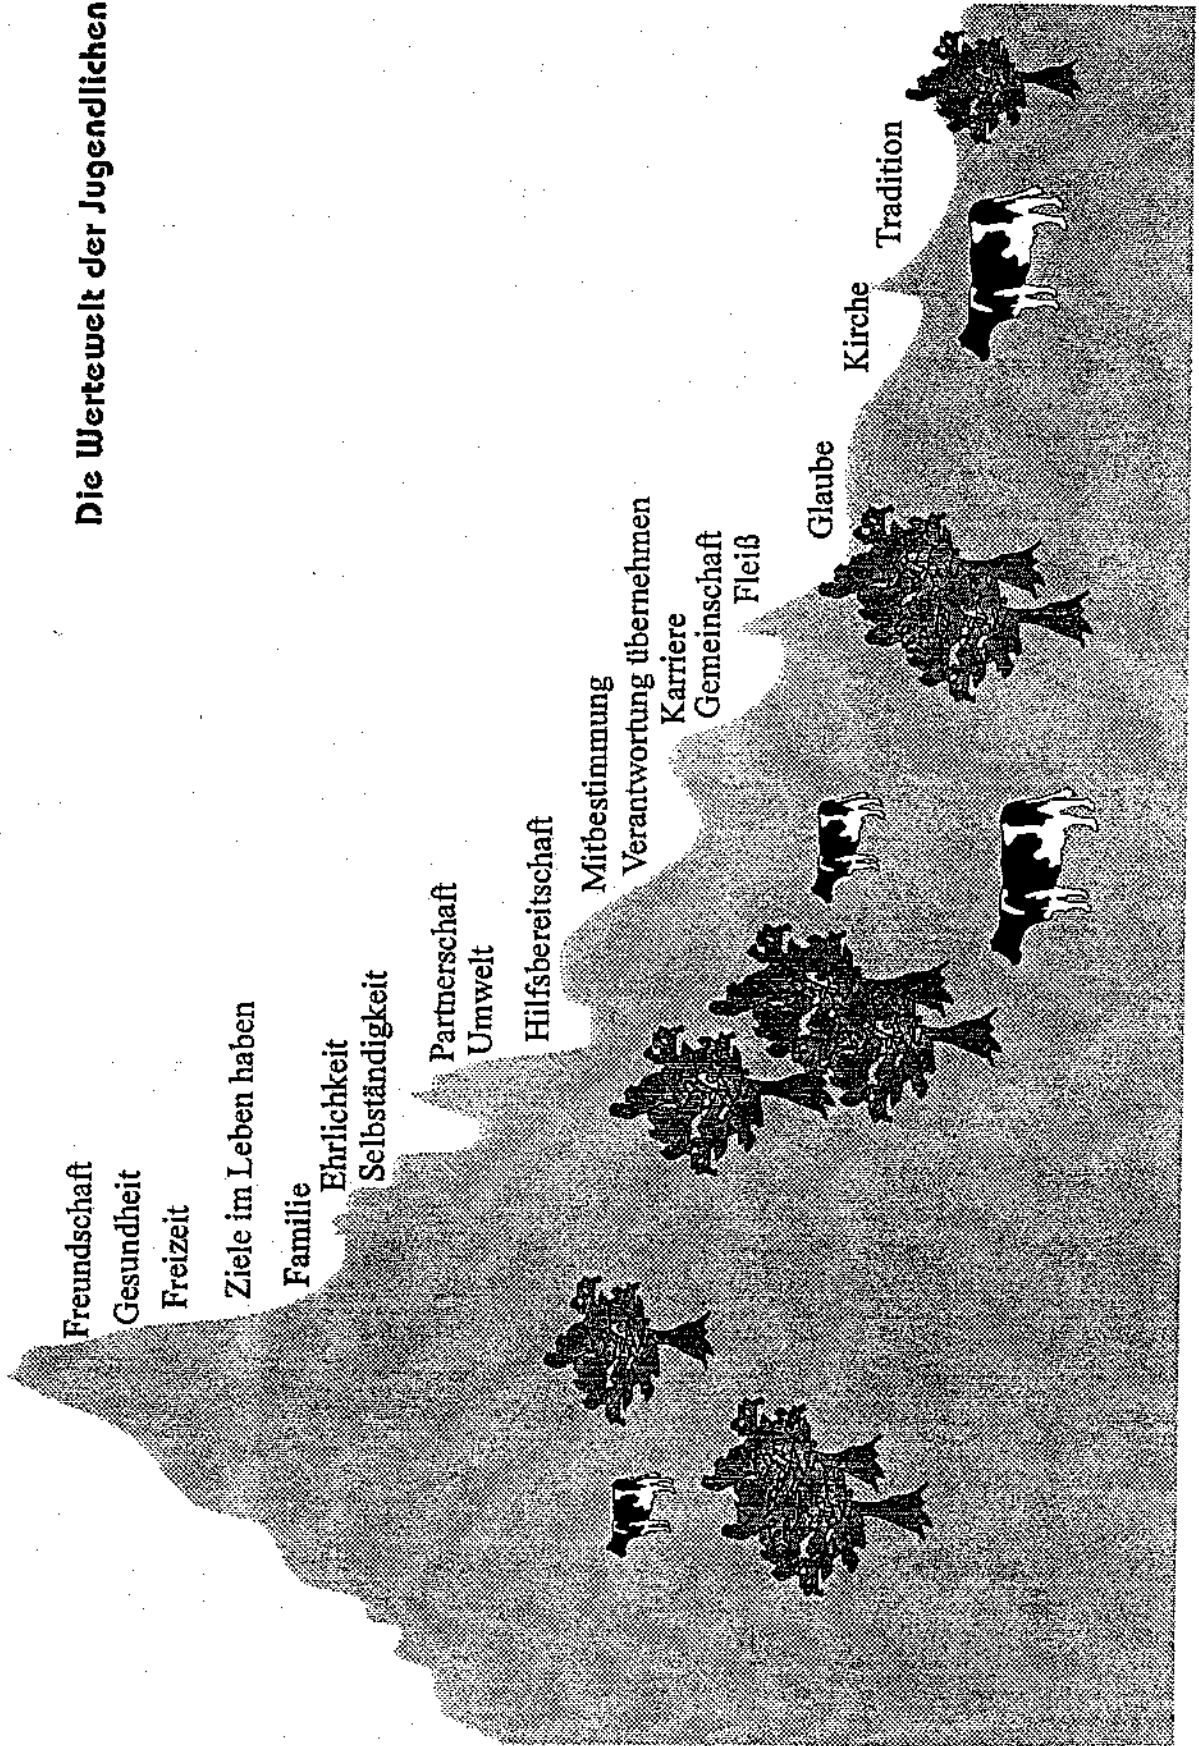 Die Wertewelt der Jugendlichen
Freundschaft
Gesundheit
Freizeit
Ziele im Leben haben
Familie
Ehrlichkeit
Selbständigkeit
Partnerschaft
Umwelt
Hilfsbereitschaft
Mitbestimmung
Verantwortung übernehmen
Karriere
Gemeinschaft
Fleiß
Glaube
Kirche
Tradition